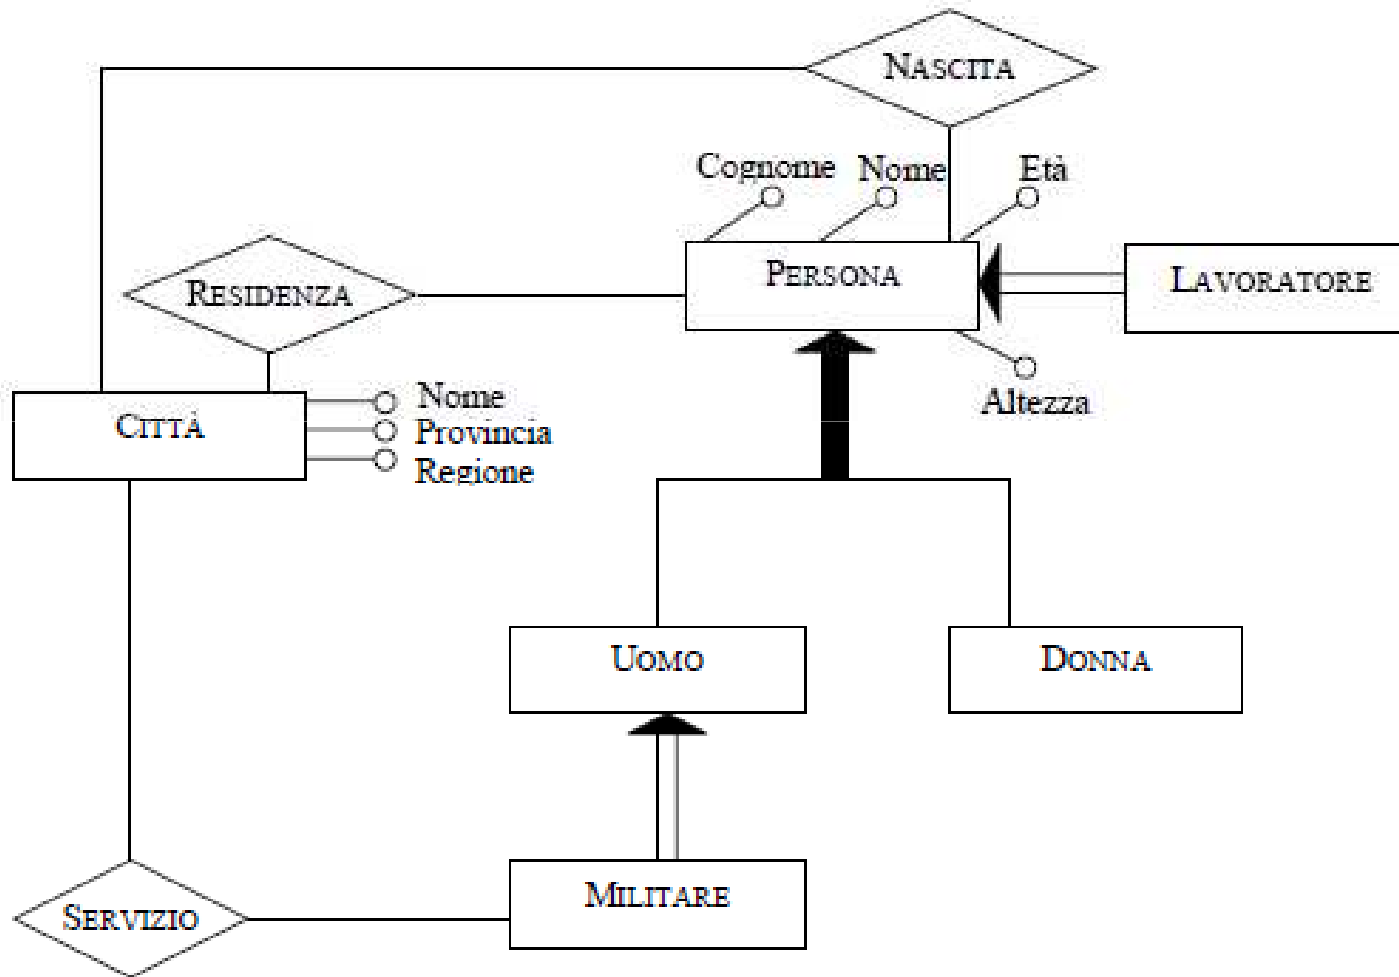 NASCITA
Cognome
Nome
Età
PERSONA
LAVORATORE
RESIDENZA
Altezza
CITTÀ
Nome
Provincia
Regione
UOMO
DONNA
MILITARE
SERVIZIO